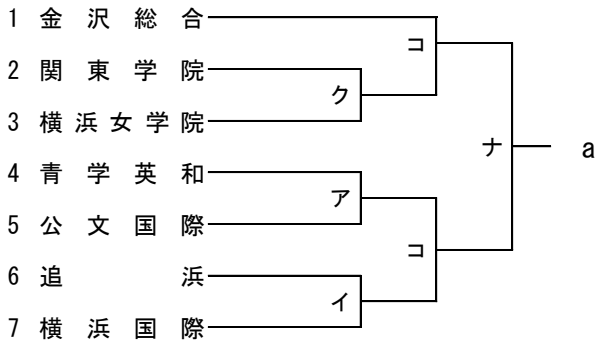 1 金沢総合
コ
2 関東学院
ク
3 横浜女学院
ナ a
4 青学英和
ア
5 公文国際
コ
6 追浜
イ
7 横浜国際